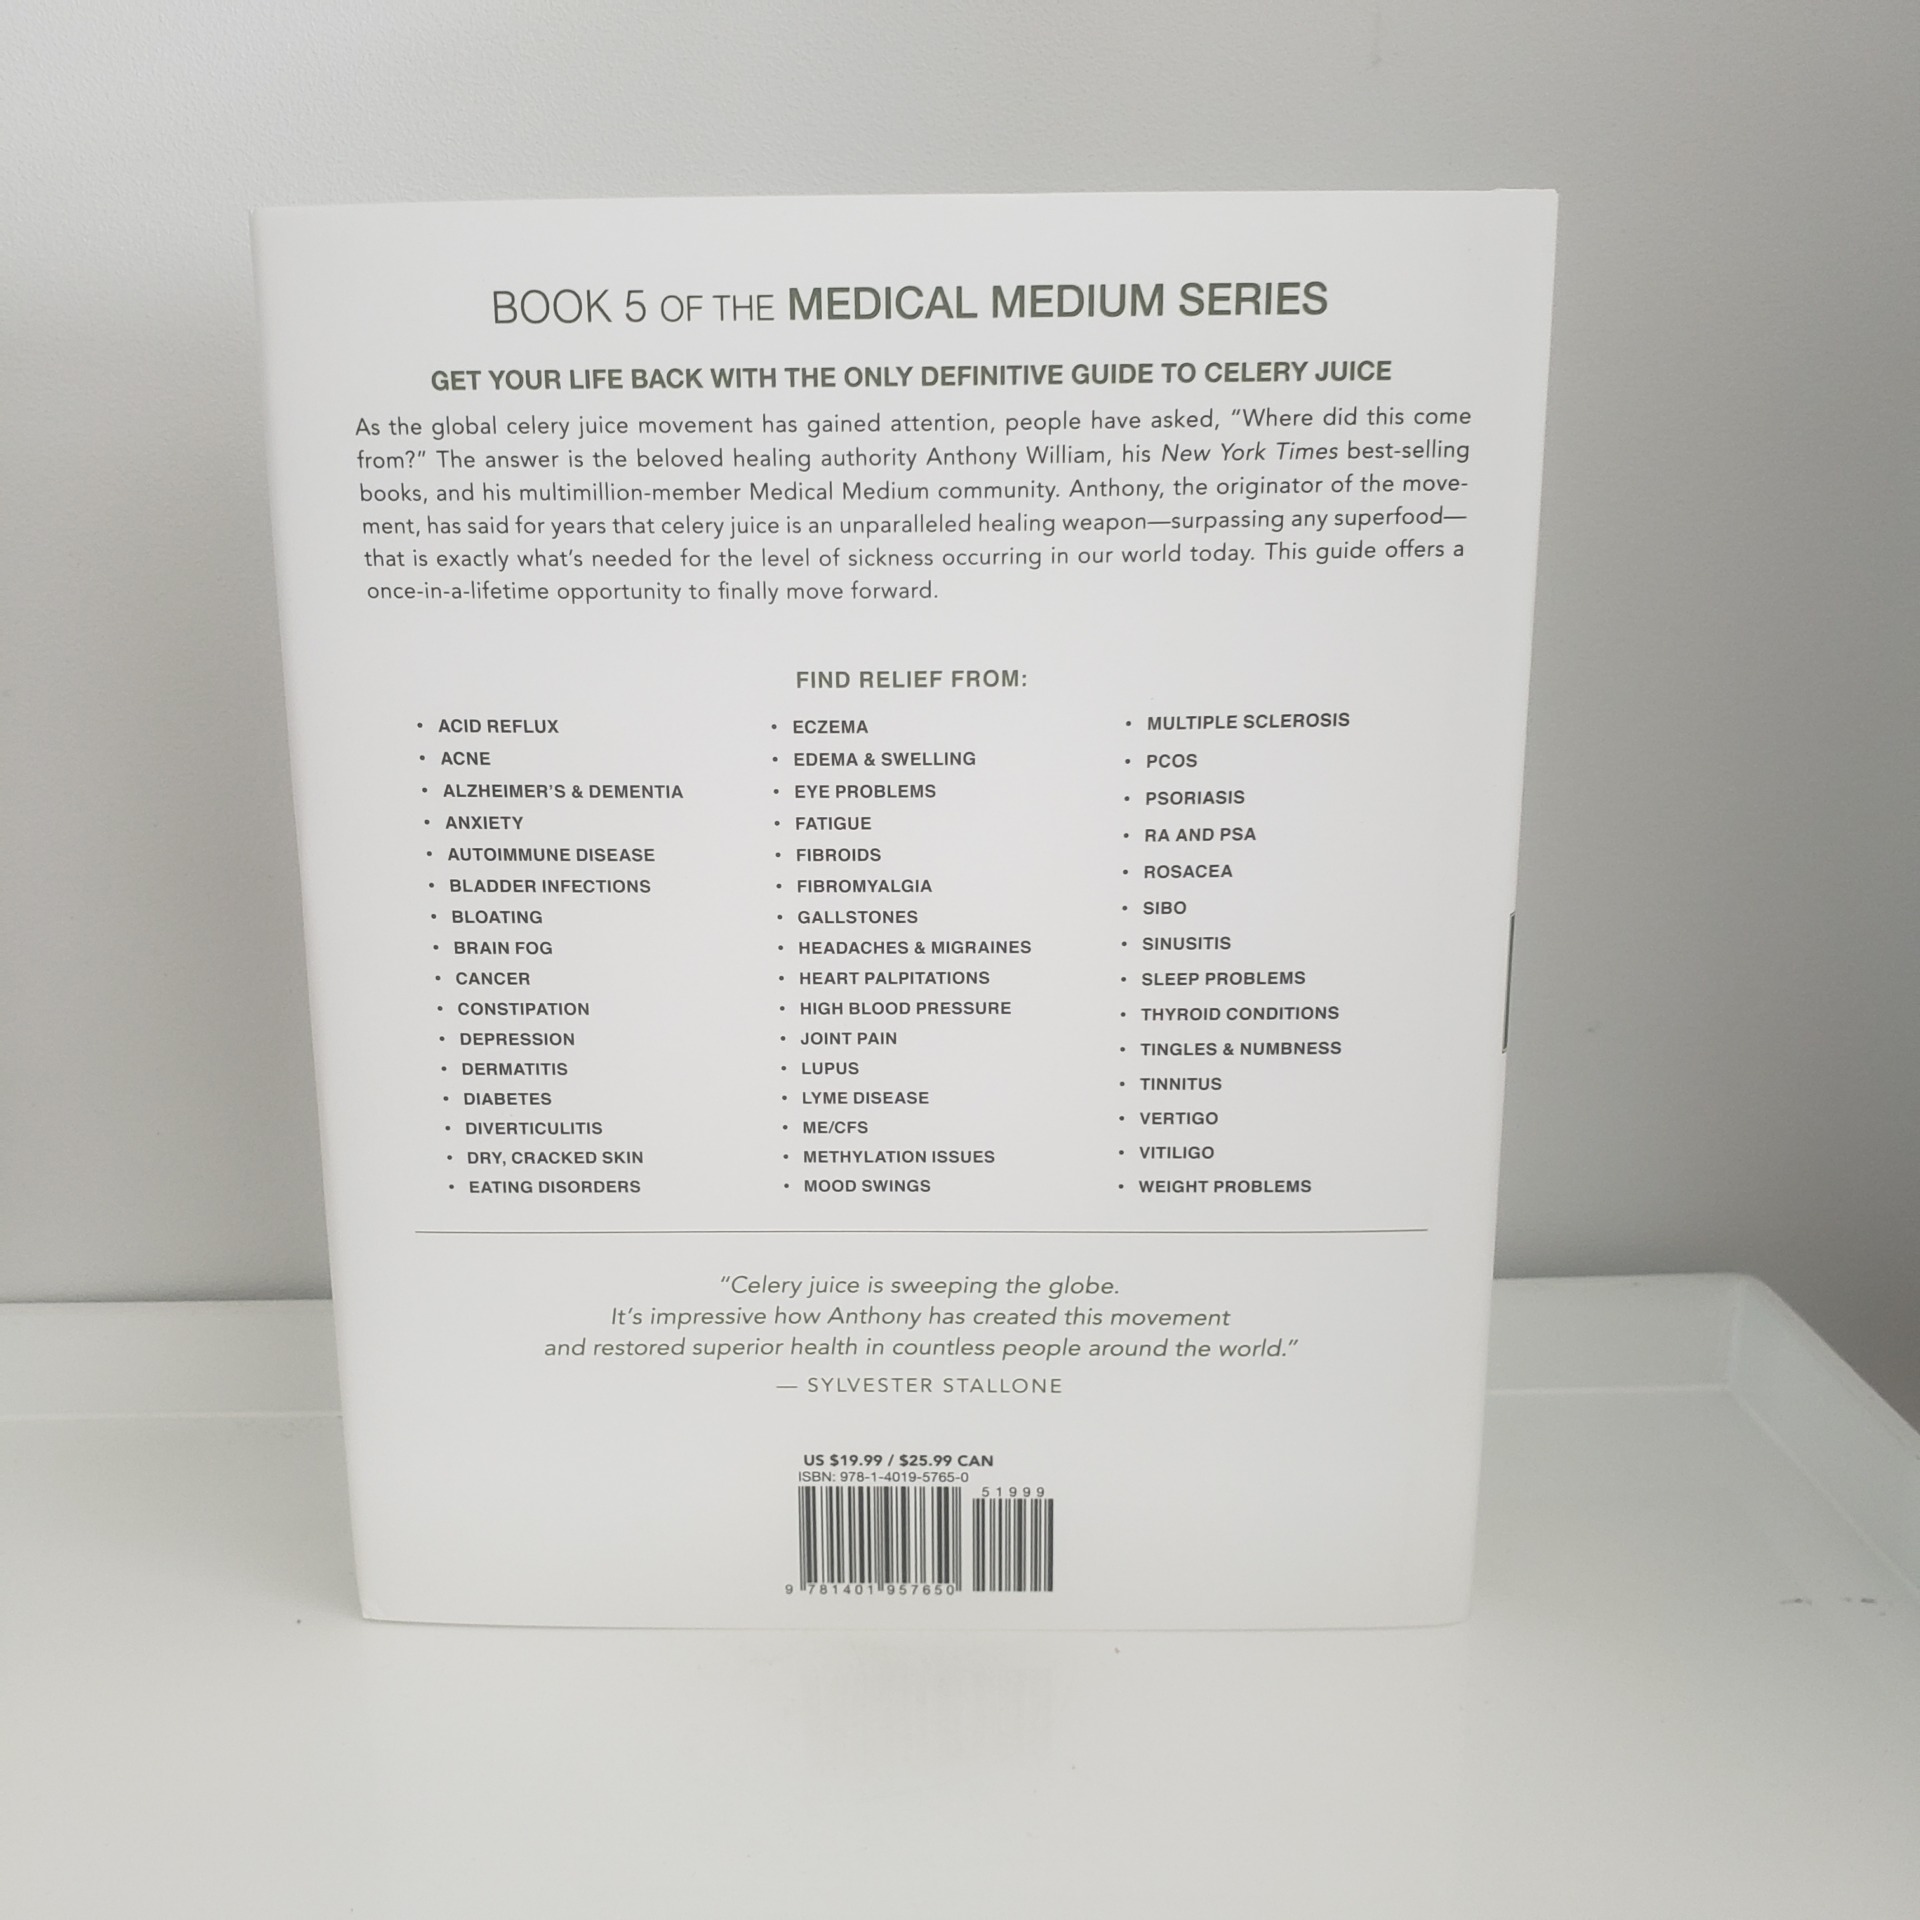 BOOK 5 OF THE MEDICAL MEDIUM SERIES
GET YOUR LIFE BACK WITH THE ONLY DEFINITIVE GUIDE TO CELERY JUICE
As the global celery juice movement has gained attention, people have asked, “Where did this come
from?” The answer is the beloved healing authority Anthony William, his New York Times best-selling
books, and his multimillion-member Medical Medium community. Anthony, the originator of the move-
ment, has said for years that celery juice is an unparalleled healing weapon—surpassing any superfood—
that is exactly what’s needed for the level of sickness occurring in our world today. This guide offers a
once-in-a-lifetime opportunity to finally move forward.
FIND RELIEF FROM:
• ACID REFLUX
• ACNE
• ALZHEIMER’S & DEMENTIA
• ANXIETY
• AUTOIMMUNE DISEASE
• BLADDER INFECTIONS
• BLOATING
• BRAIN FOG
• CANCER
• CONSTIPATION
• DEPRESSION
• DERMATITIS
• DIABETES
• DIVERTICULITIS
• DRY, CRACKED SKIN
• EATING DISORDERS
• ECZEMA
• EDEMA & SWELLING
• EYE PROBLEMS
• FATIGUE
• FIBROIDS
• FIBROMYALGIA
• GALLSTONES
• HEADACHES & MIGRAINES
• HEART PALPITATIONS
• HIGH BLOOD PRESSURE
• JOINT PAIN
• LUPUS
• LYME DISEASE
• ME/CFS
• METHYLATION ISSUES
• MOOD SWINGS
• MULTIPLE SCLEROSIS
• PCOS
• PSORIASIS
• RA AND PSA
• ROSACEA
• SIBO
• SINUSITIS
• SLEEP PROBLEMS
• THYROID CONDITIONS
• TINGLES & NUMBNESS
• TINNITUS
• VERTIGO
• VITILIGO
• WEIGHT PROBLEMS
“Celery juice is sweeping the globe.
It’s impressive how Anthony has created this movement
and restored superior health in countless people around the world.”
— SYLVESTER STALLONE
US $19.99 / $25.99 CAN
ISBN: 978-1-4019-5765-0
51999
9 781401 957650